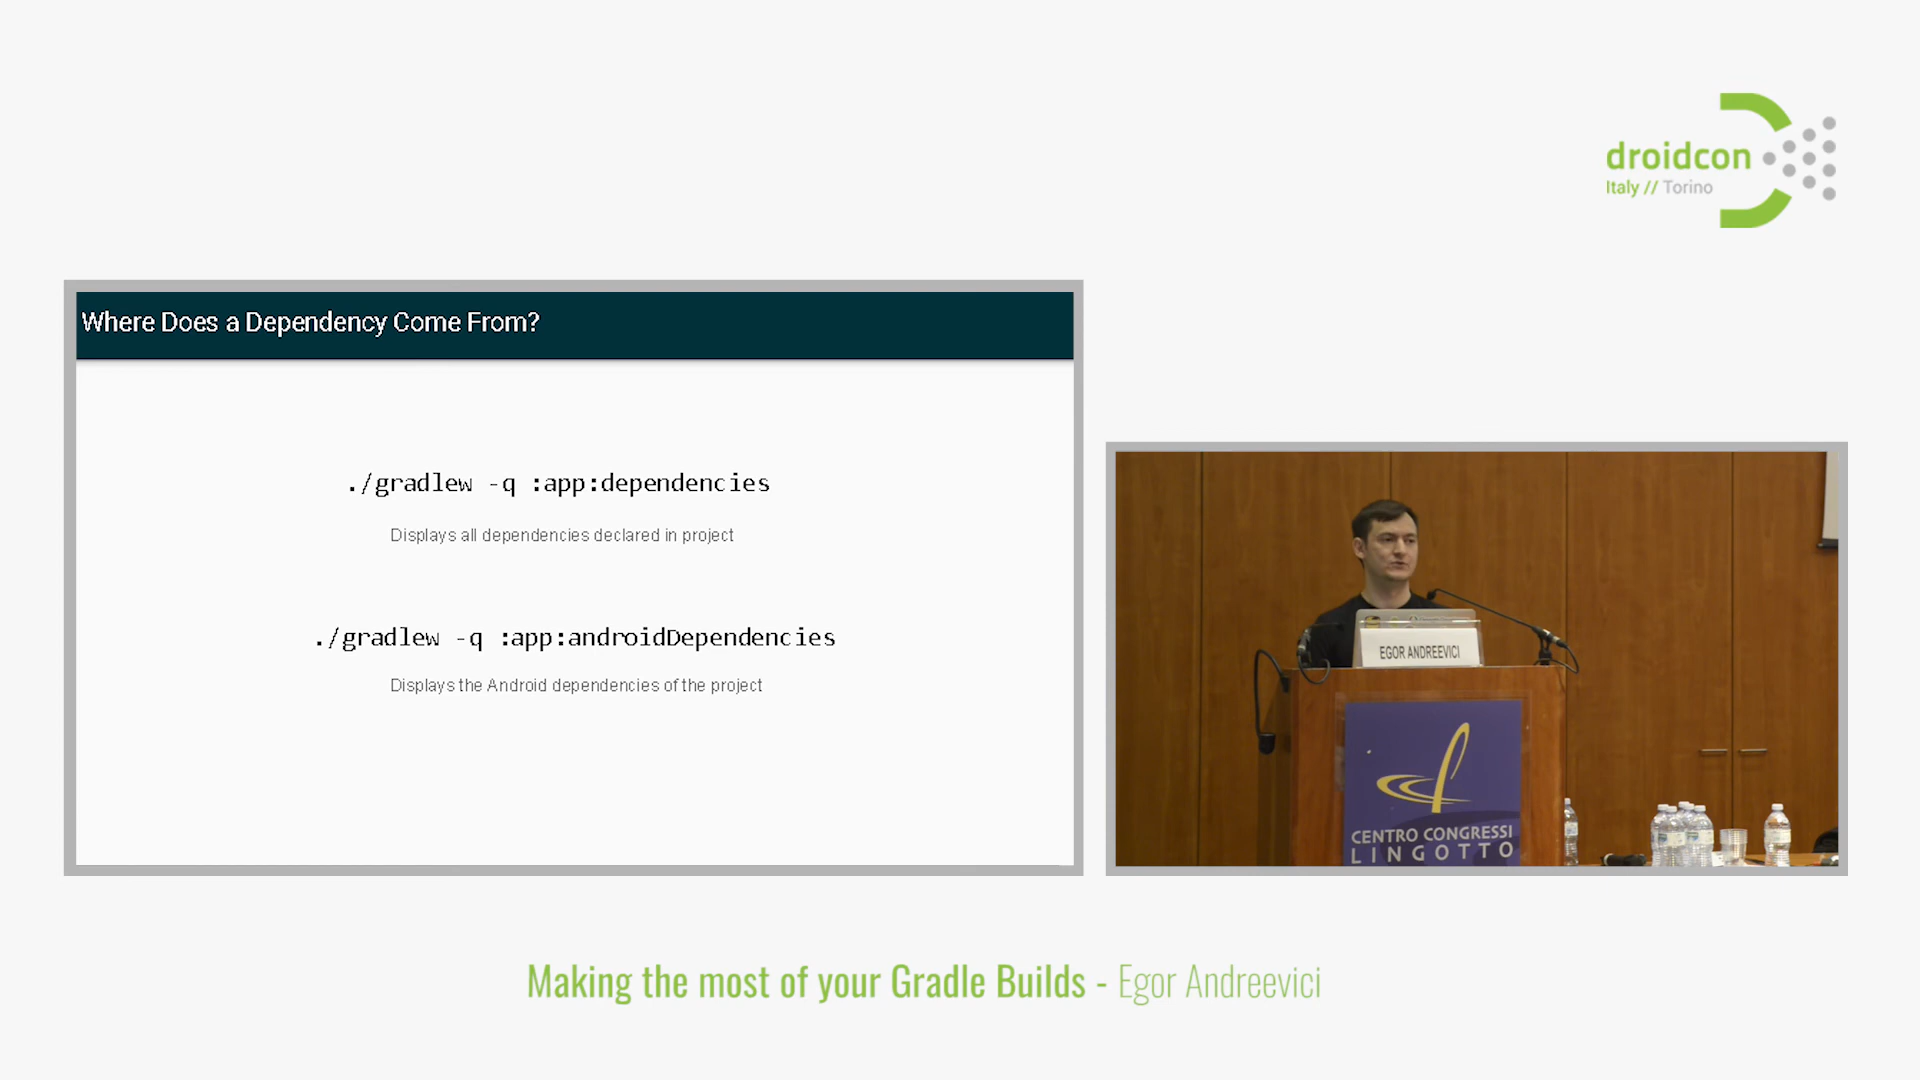 droidcon
Italy // Torino
Where Does a Dependency Come From?
./gradlew -q :app:dependencies
Displays all dependencies declared in project
./gradlew -q :app:androidDependencies
Displays the Android dependencies of the project
EGOR ANDREEVICI
CENTRO CONGRESSI
LINGOTTO
Making the most of your Gradle Builds - Egor Andreevici